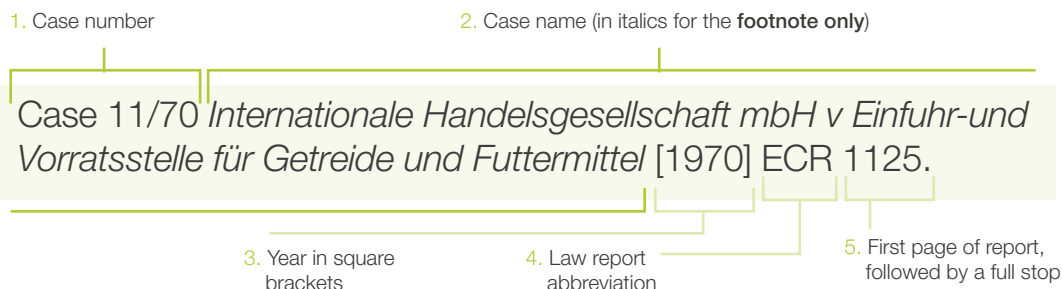 1. Case number
2. Case name (in italics for the footnote only)
Case 11/70 Internationale Handelsgesellschaft mbH v Einfuhr-und
Vorratsstelle für Getreide und Futtermittel [1970] ECR 1125.
3. Year in square
brackets
4. Law report
abbreviation
5. First page of report,
followed by a full stop